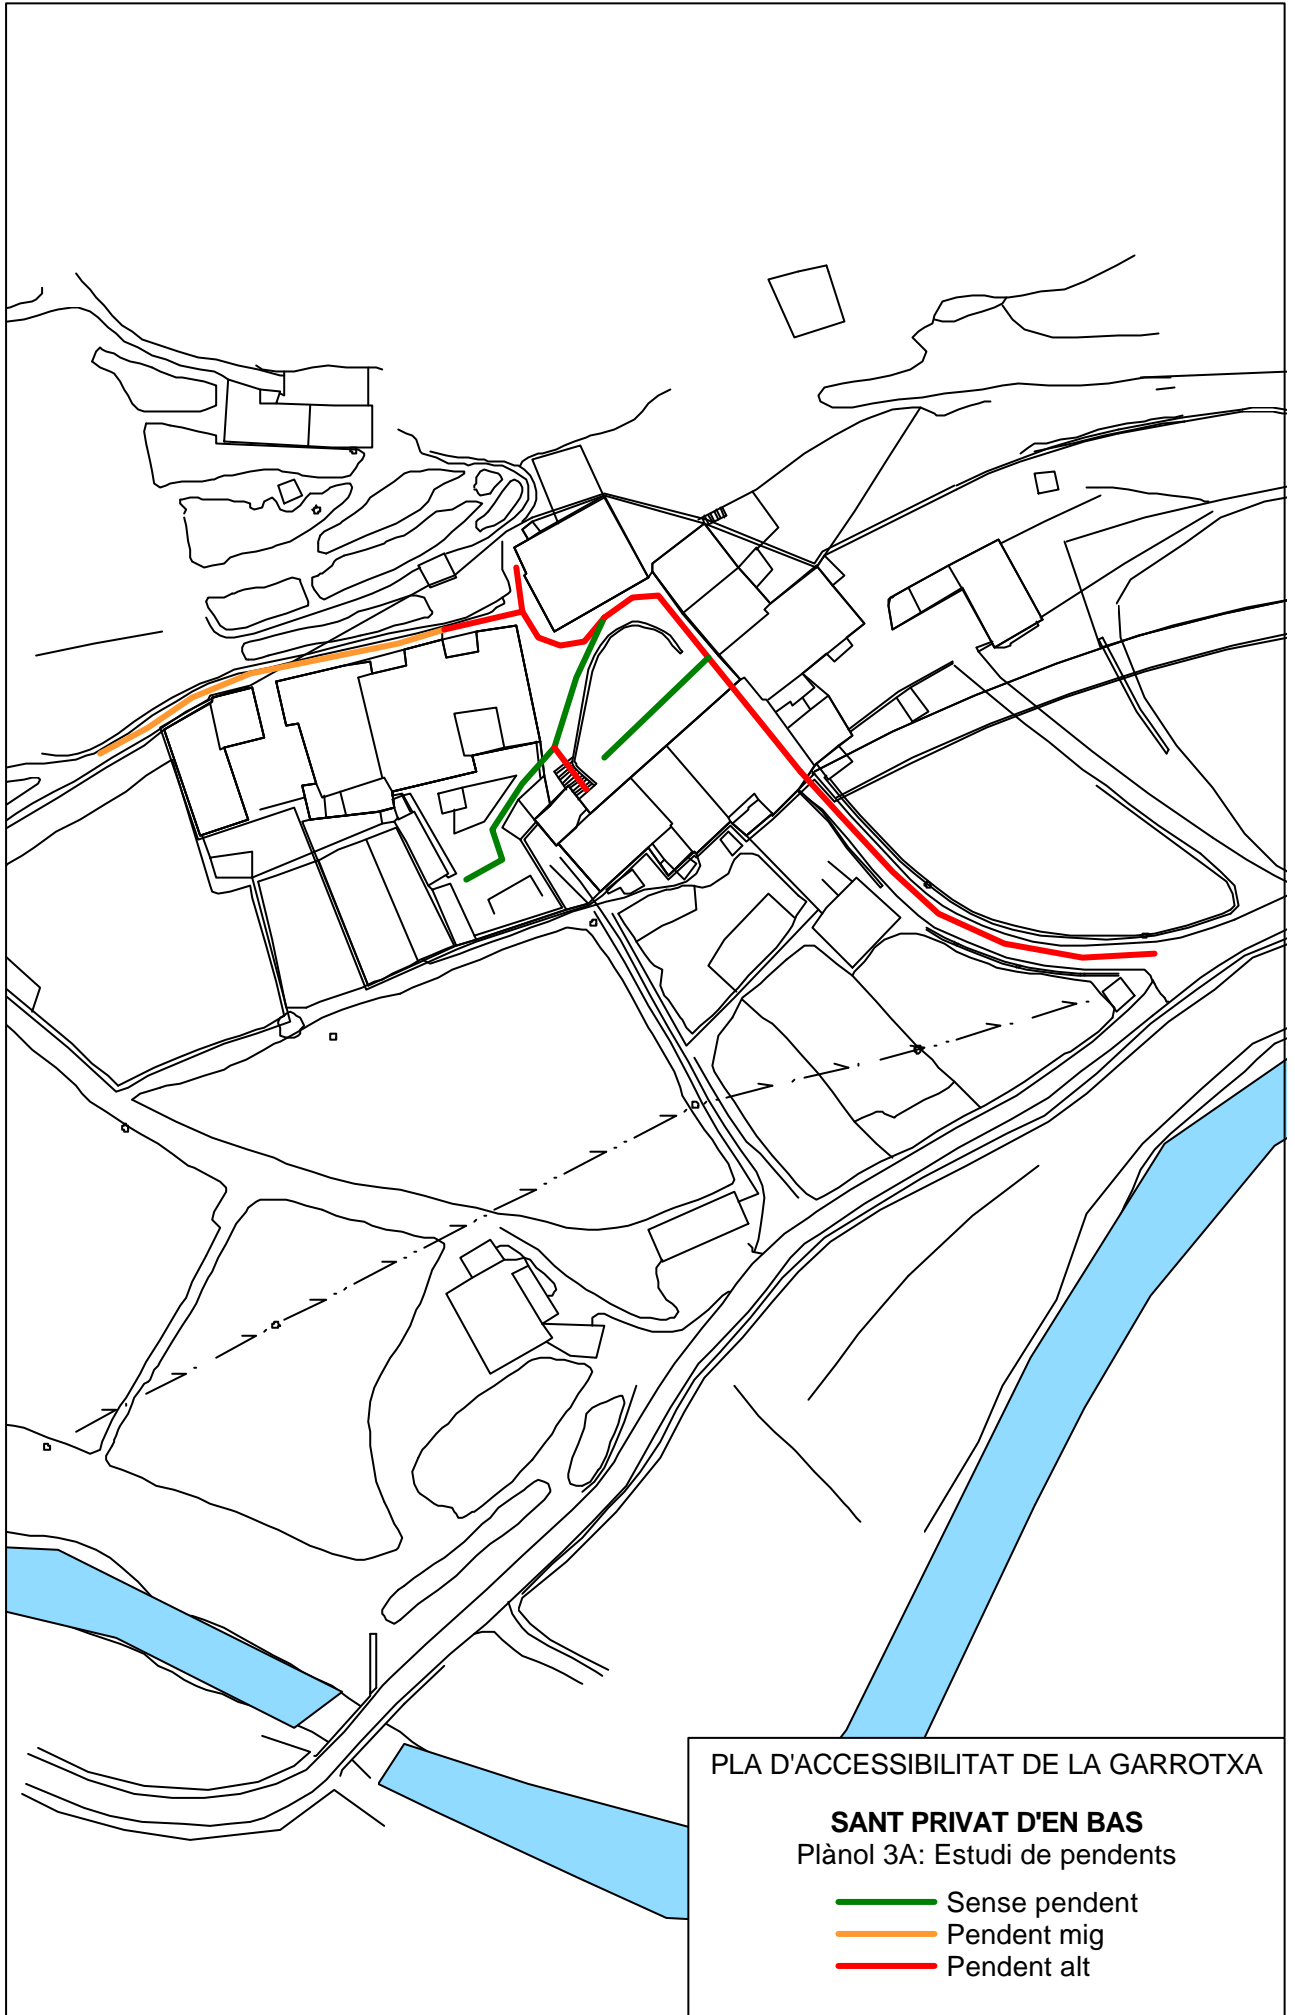 PLA D'ACCESSIBILITAT DE LA GARROTXA
SANT PRIVAT D'EN BAS
Plànol 3A: Estudi de pendents
Sense pendent
Pendent mig
Pendent alt